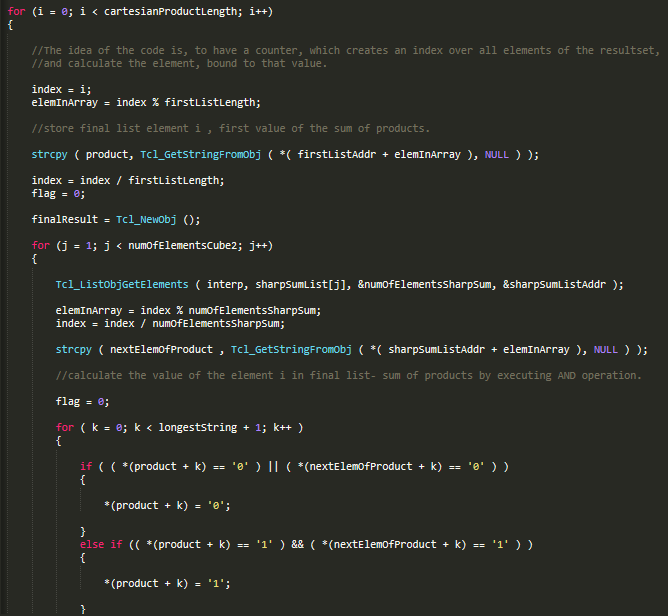 for (i = 0; i < cartesianProductLength; i++)
{
//The idea of the code is, to have a counter, which creates an index over all elements of the resultset,
//and calculate the element, bound to that value.
index = i;
elemInArray = index % firstListLength;
//store final list element i , first value of the sum of products.
strcpy ( product, Tcl_GetStringFromObj ( *( firstListAddr + elemInArray ), NULL ) );
index = index / firstListLength;
flag = 0;
finalResult = Tcl_NewObj ();
for (j = 1; j < numOfElementsCube2; j++)
{
Tcl_ListObjGetElements ( interp, sharpSumList[j], &numOfElementsSharpSum, &sharpSumListAddr );
elemInArray = index % numOfElementsSharpSum;
index = index / numOfElementsSharpSum;
strcpy ( nextElemOfProduct , Tcl_GetStringFromObj ( *( sharpSumListAddr + elemInArray ), NULL ) );
//calculate the value of the element i in final list- sum of products by executing AND operation.
flag = 0;
for ( k = 0; k < longestString + 1; k++ )
{
if ( ( *(product + k) == '0' ) || ( *(nextElemOfProduct + k) == '0' ) )
{
*(product + k) = '0';
}
else if (( *(product + k) == '1' ) && ( *(nextElemOfProduct + k) == '1' ) )
{
*(product + k) = '1';
}